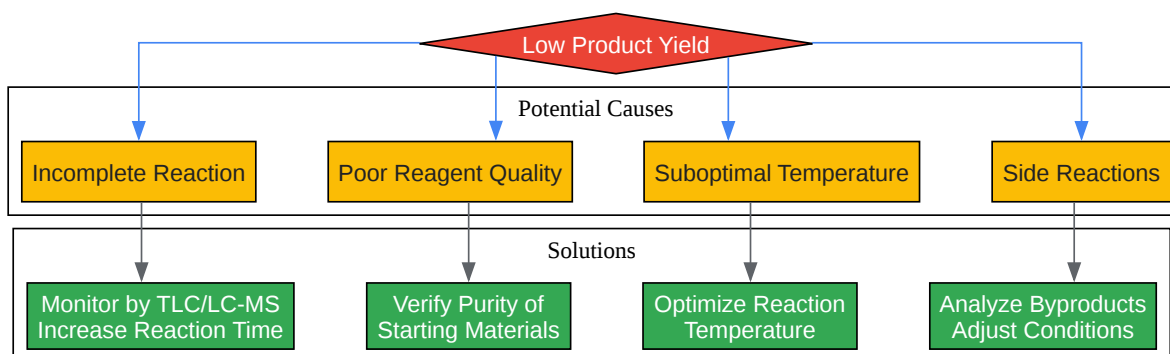 Low Product Yield
Potential Causes
Incomplete Reaction
Poor Reagent Quality
Suboptimal Temperature
Side Reactions
Solutions
Monitor by TLC/LC-MS
Increase Reaction Time
Verify Purity of
Starting Materials
Optimize Reaction
Temperature
Analyze Byproducts
Adjust Conditions